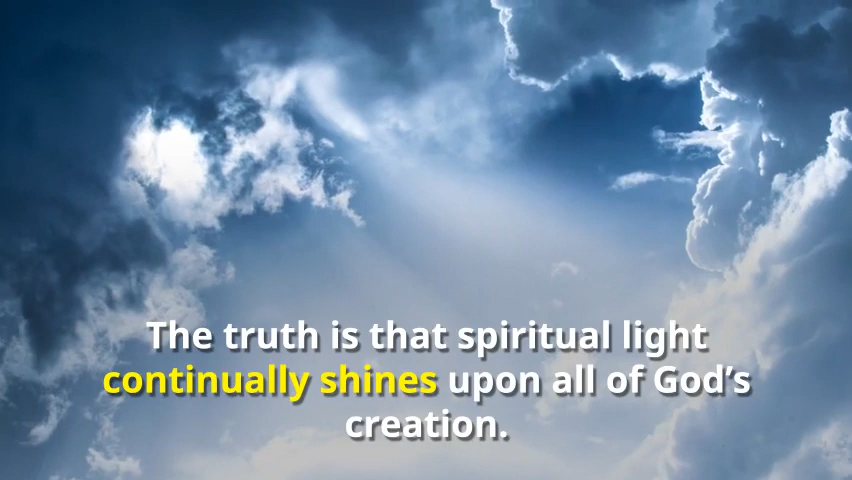 The truth is that spiritual light
continually shines upon all of God’s
creation.